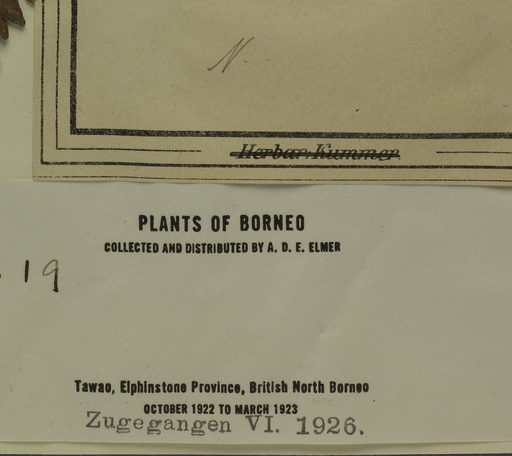 N.
Herbar. Kummer
PLANTS OF BORNEO
COLLECTED AND DISTRIBUTED BY A. D. E. ELMER
19
Tawao, Elphinstone Province, British North Borneo
OCTOBER 1922 TO MARCH 1923
Zugegangen VI. 1926.